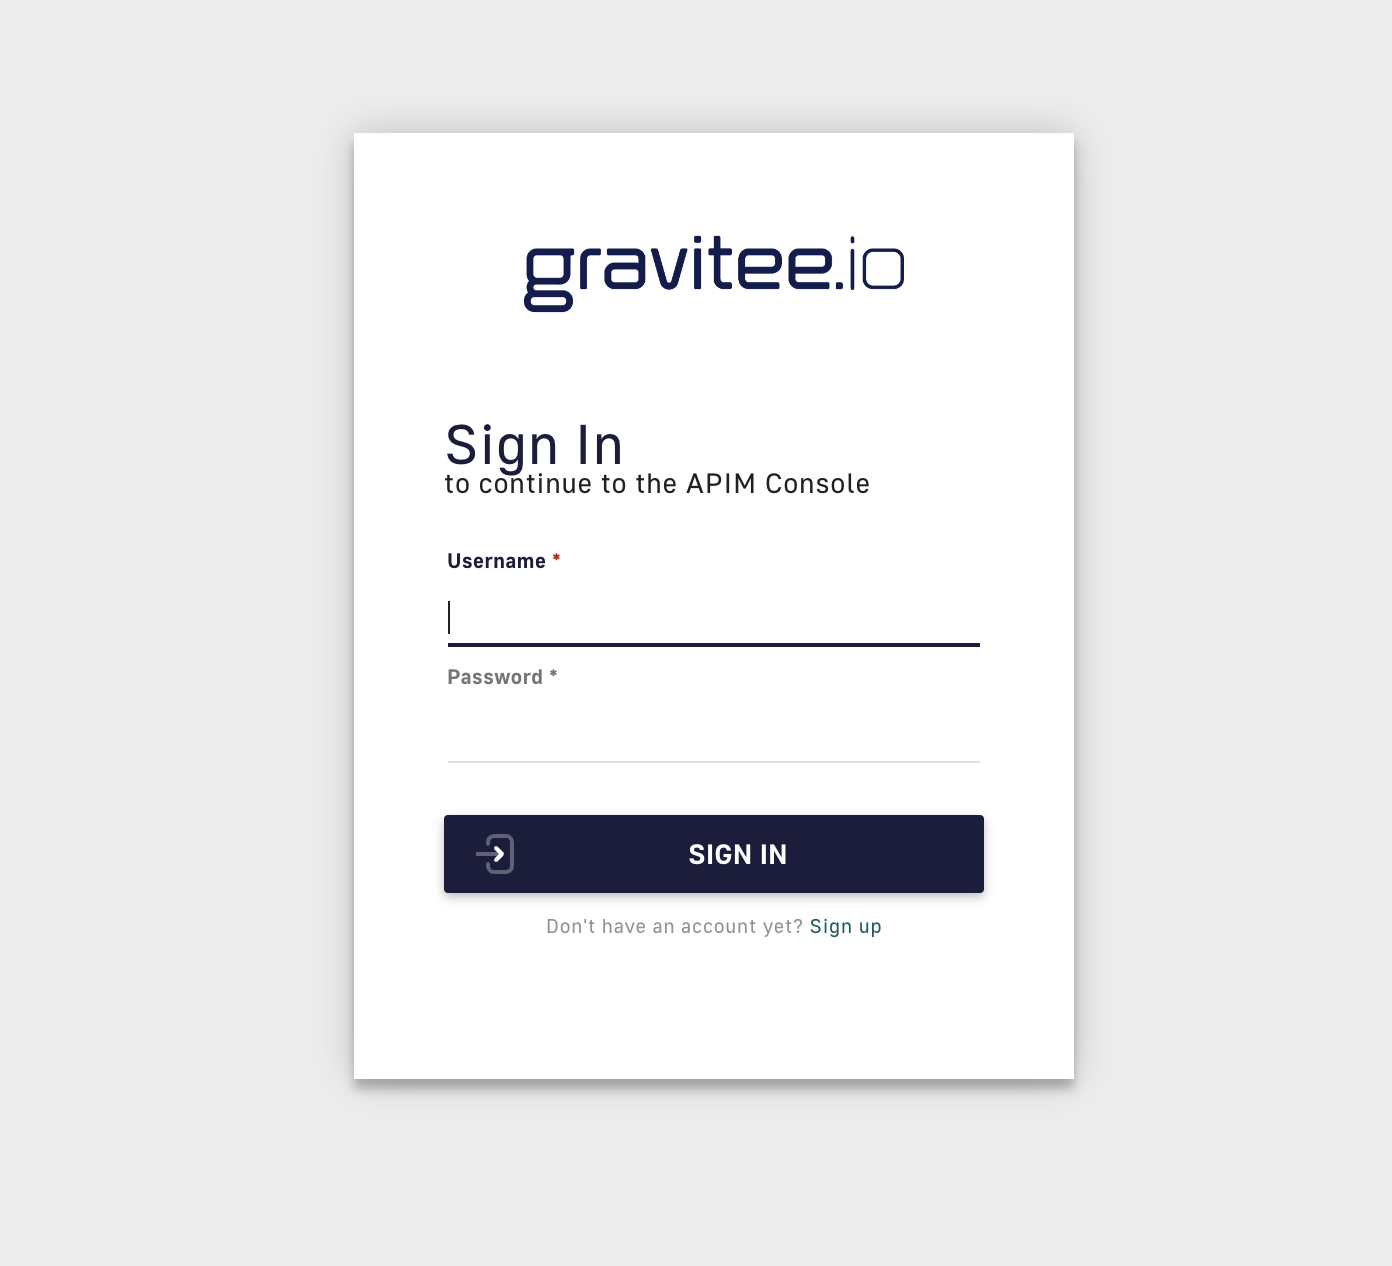 gravitee.io
Sign In
to continue to the APIM Console
Username *
Password *
SIGN IN
Don't have an account yet? Sign up